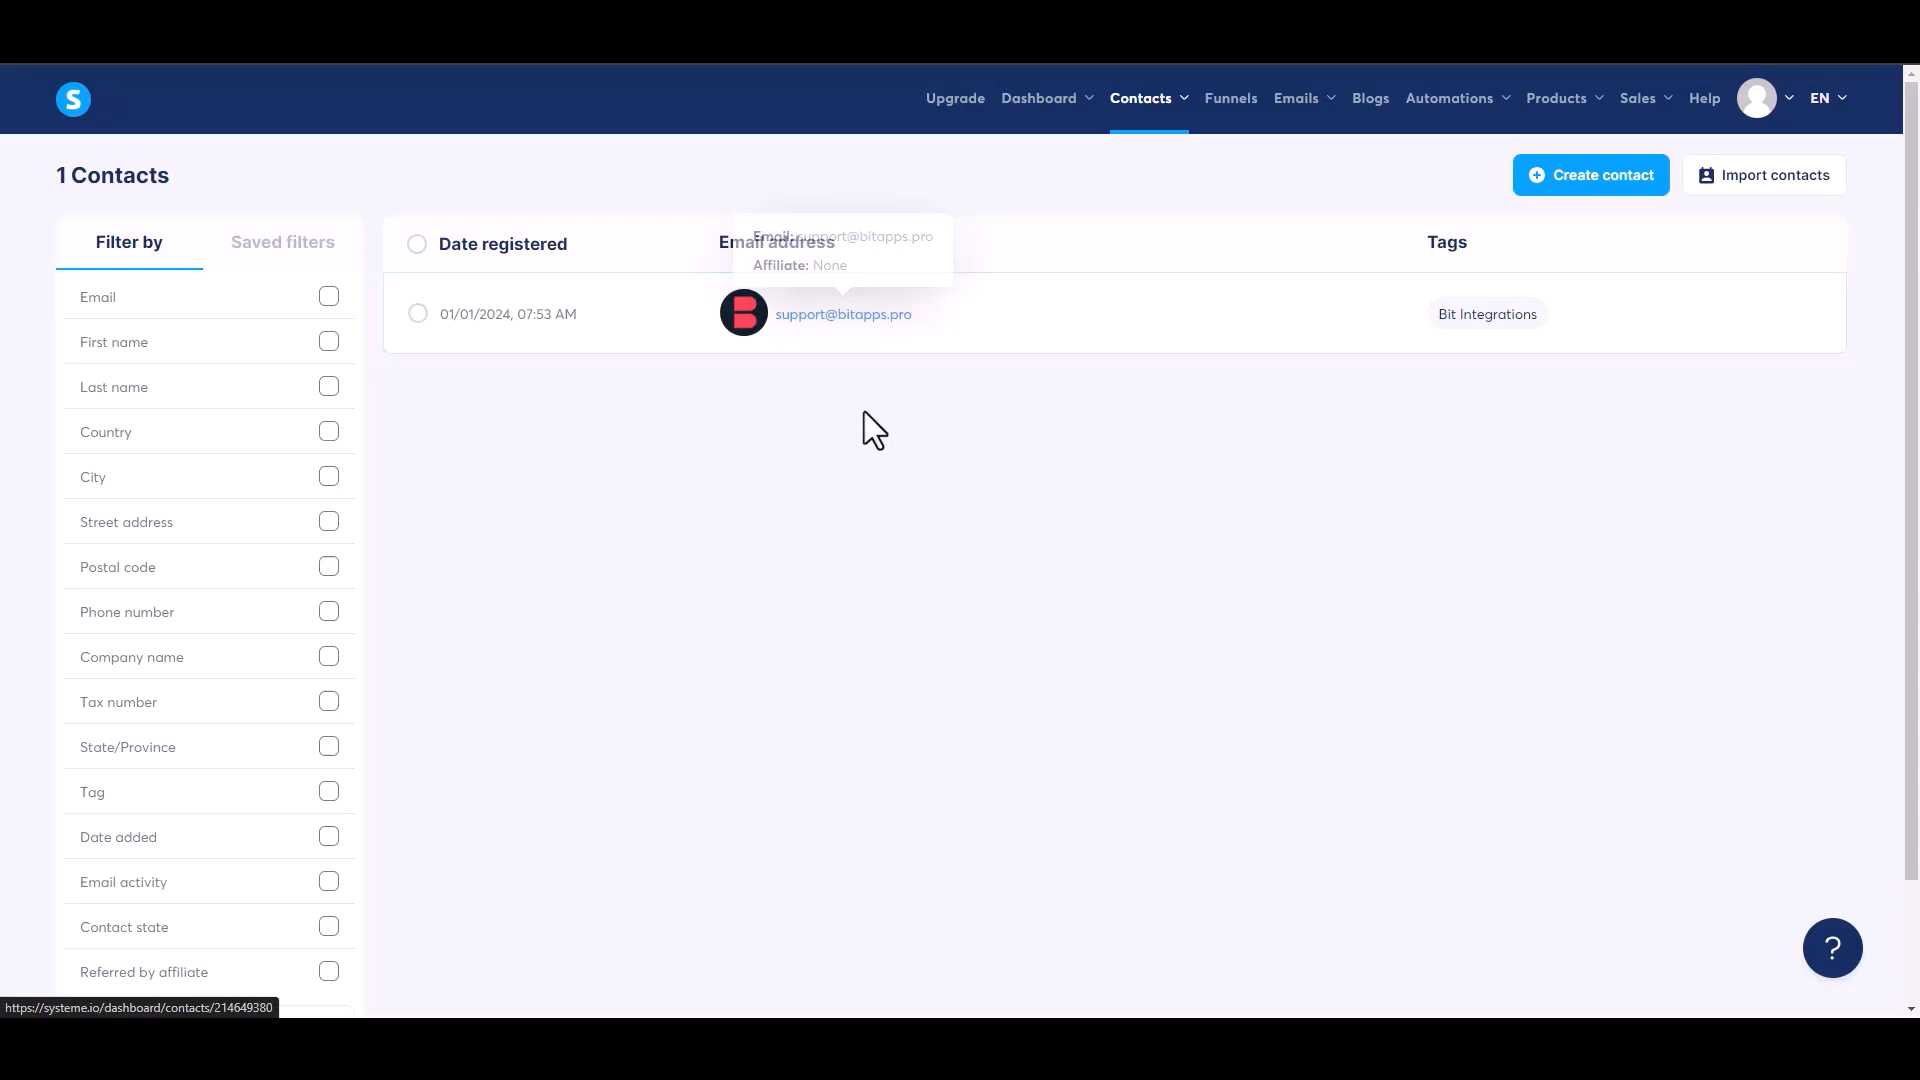 S
Upgrade Dashboard Contacts Funnels Emails Blogs Automations Products Sales Help EN
1 Contacts
Create contact Import contacts
Filter by Saved filters
Date registered Email address Tags
Email: support@bitapps.pro
Affiliate: None
01/01/2024, 07:53 AM support@bitapps.pro Bit Integrations
Email
First name
Last name
Country
City
Street address
Postal code
Phone number
Company name
Tax number
State/Province
Tag
Date added
Email activity
Contact state
Referred by affiliate
?
https://systeme.io/dashboard/contacts/214649380